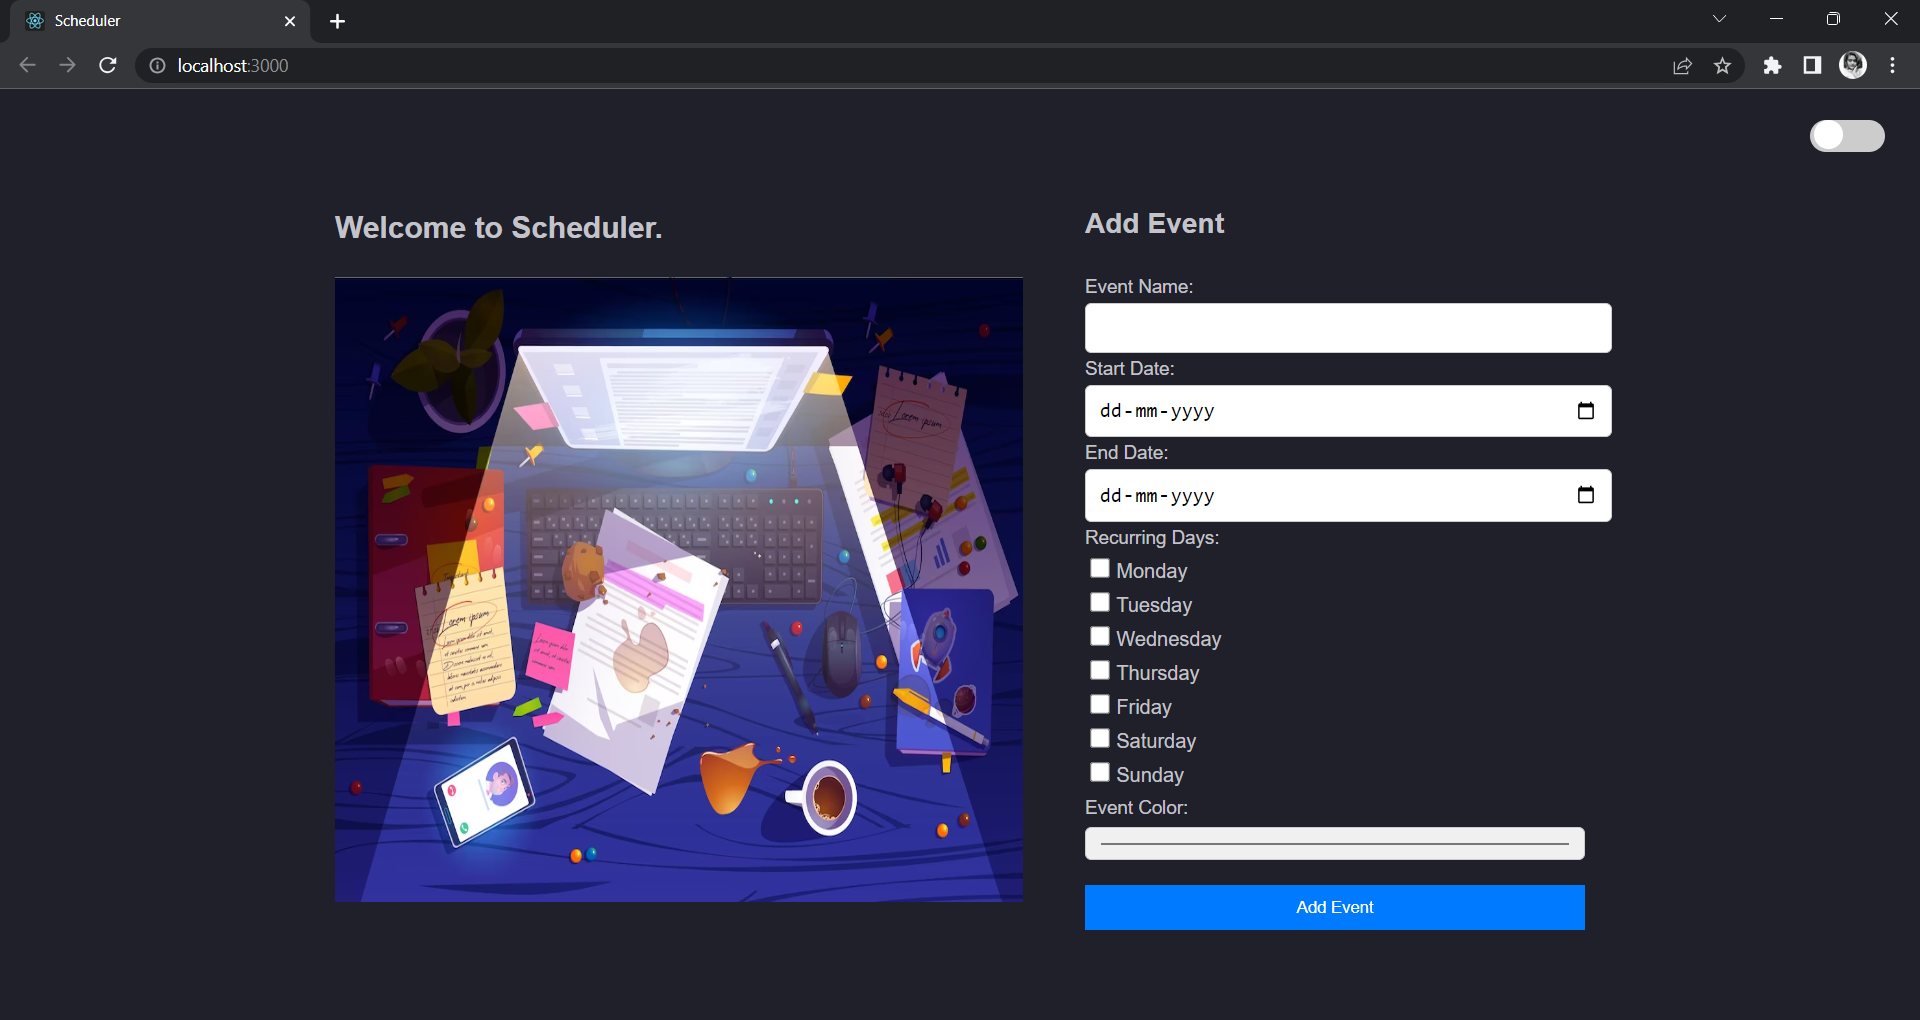 Scheduler
localhost:3000
Welcome to Scheduler.
Lorem ipsum
Lorem ipsum
Add Event
Event Name:
Start Date:
dd-mm-yyyy
End Date:
dd-mm-yyyy
Recurring Days:
Monday
Tuesday
Wednesday
Thursday
Friday
Saturday
Sunday
Event Color:
Add Event